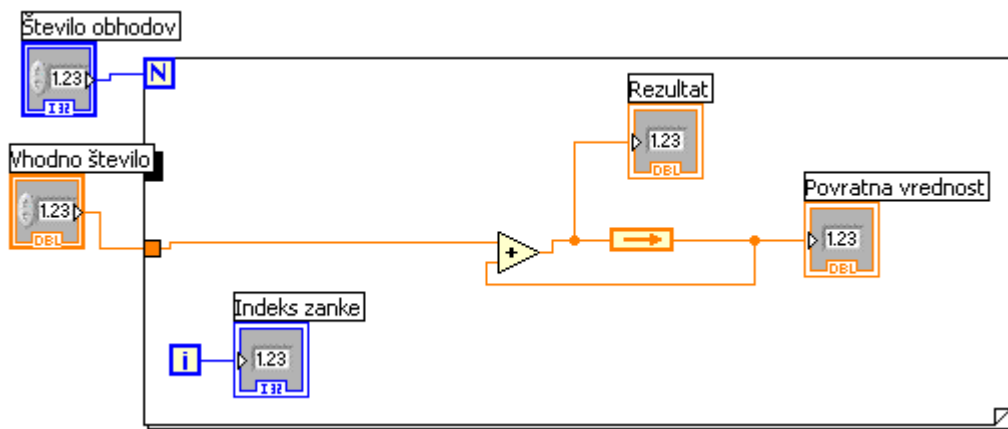 Število obhodov
1.23
I32
N
Vhodno število
1.23
DBL
Rezultat
1.23
DBL
Povratna vrednost
1.23
DBL
+
Indeks zanke
i
1.23
I32